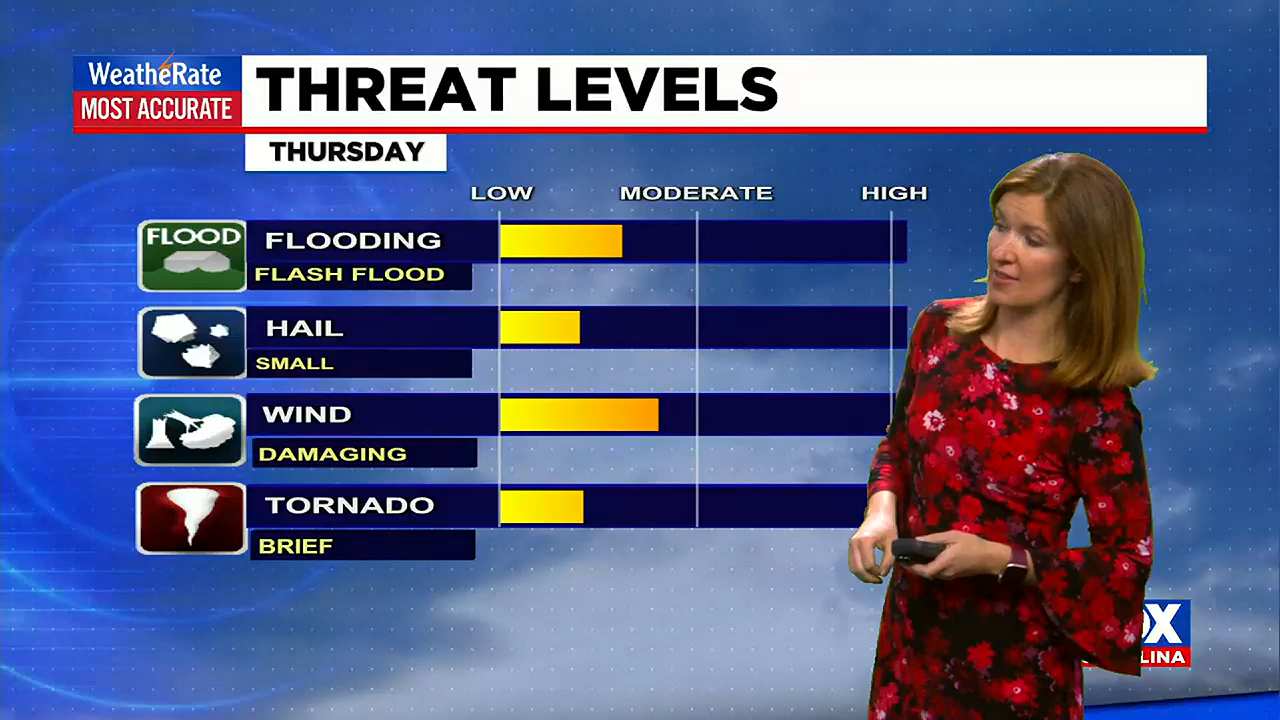 WeatheRate
MOST ACCURATE
THREAT LEVELS
THURSDAY
LOW MODERATE HIGH
FLOOD
FLOODING
FLASH FLOOD
HAIL
SMALL
WIND
DAMAGING
TORNADO
BRIEF